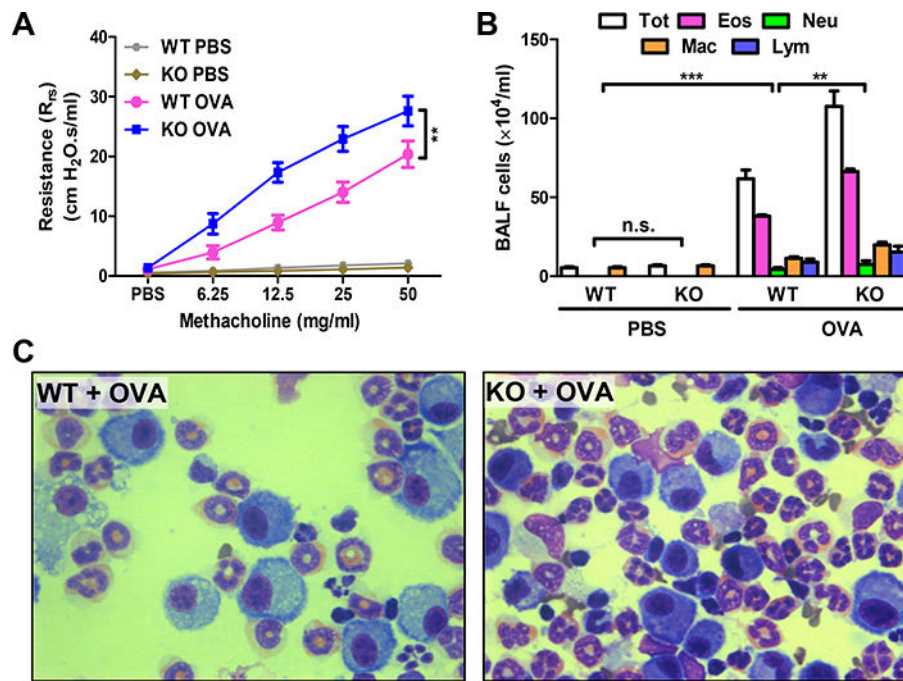 A
WT PBS
KO PBS
WT OVA
KO OVA
**
Resistance (Rrs)
(cm H2O.s/ml)
40
30
20
10
0
PBS 6.25 12.5 25 50
Methacholine (mg/ml)
B
Tot Eos Neu
Mac Lym
BALF cells (×10⁴/ml)
150
100
50
0
*** **
n.s.
WT KO WT KO
PBS OVA
C
WT + OVA
KO + OVA